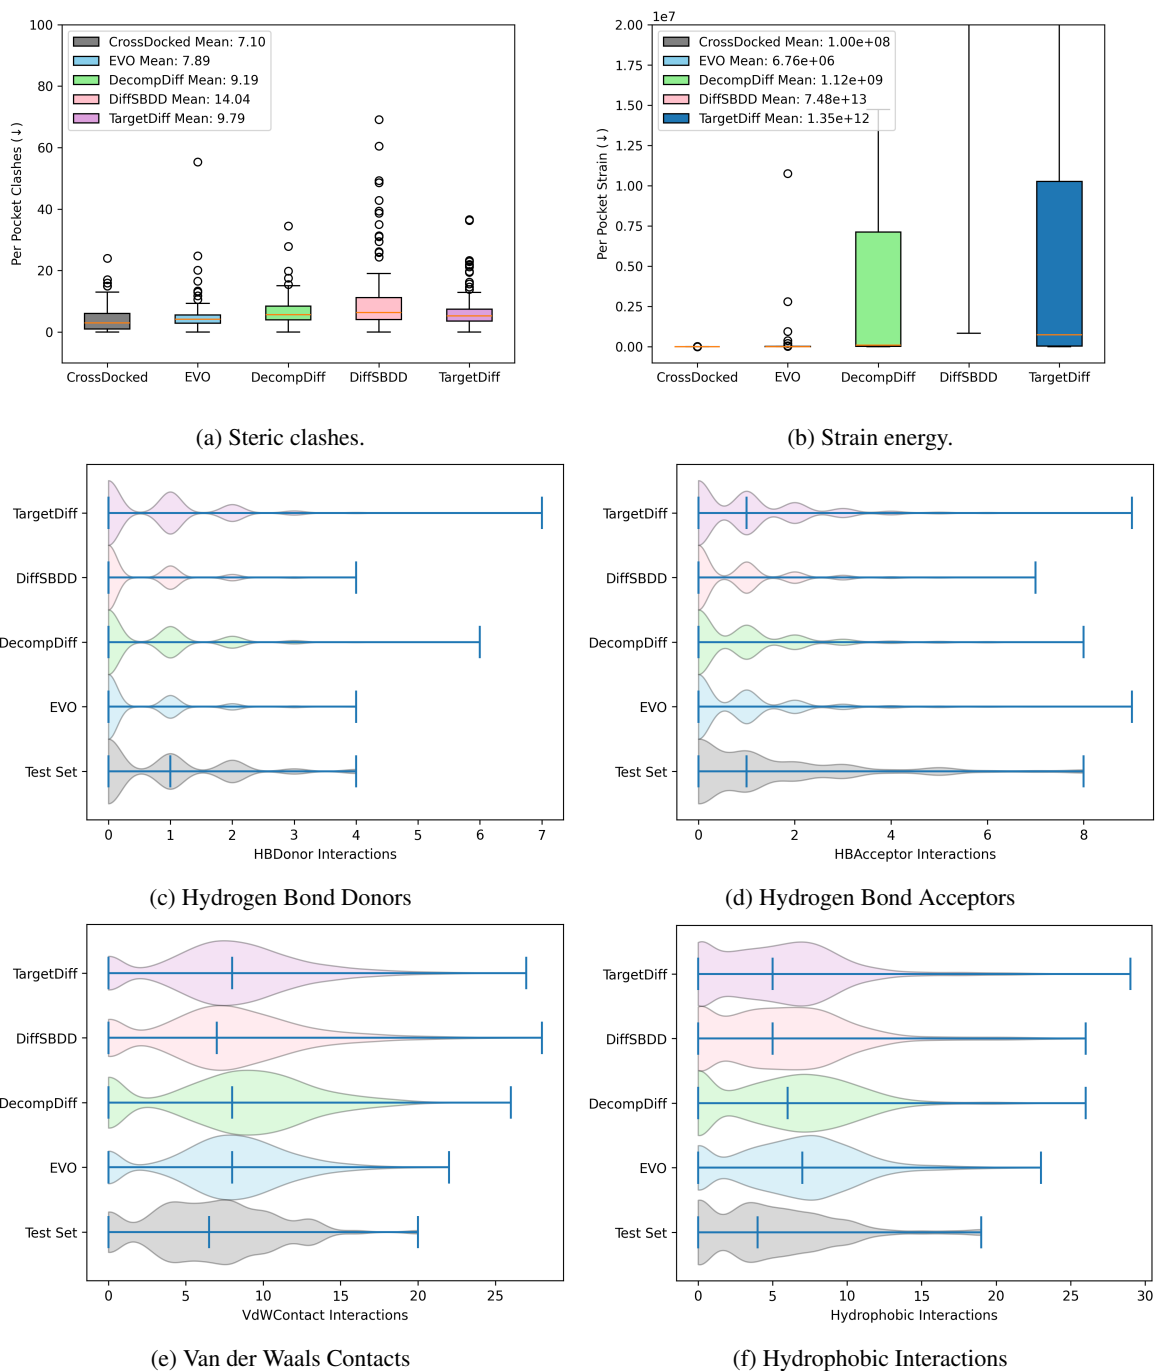 100
80
60
40
20
0
Per Pocket Clashes (↓)
CrossDocked Mean: 7.10
EVO Mean: 7.89
DecompDiff Mean: 9.19
DiffSBDD Mean: 14.04
TargetDiff Mean: 9.79
CrossDocked EVO DecompDiff DiffSBDD TargetDiff
(a) Steric clashes.
1e7
2.00
1.75
1.50
1.25
1.00
0.75
0.50
0.25
0.00
Per Pocket Strain (↓)
CrossDocked Mean: 1.00e+08
EVO Mean: 6.76e+06
DecompDiff Mean: 1.12e+09
DiffSBDD Mean: 7.48e+13
TargetDiff Mean: 1.35e+12
CrossDocked EVO DecompDiff DiffSBDD TargetDiff
(b) Strain energy.
TargetDiff
DiffSBDD
DecompDiff
EVO
Test Set
0 1 2 3 4 5 6 7
HBDonor Interactions
(c) Hydrogen Bond Donors
TargetDiff
DiffSBDD
DecompDiff
EVO
Test Set
0 2 4 6 8
HBAcceptor Interactions
(d) Hydrogen Bond Acceptors
TargetDiff
DiffSBDD
DecompDiff
EVO
Test Set
0 5 10 15 20 25
VdWContact Interactions
(e) Van der Waals Contacts
TargetDiff
DiffSBDD
DecompDiff
EVO
Test Set
0 5 10 15 20 25 30
Hydrophobic Interactions
(f) Hydrophobic Interactions